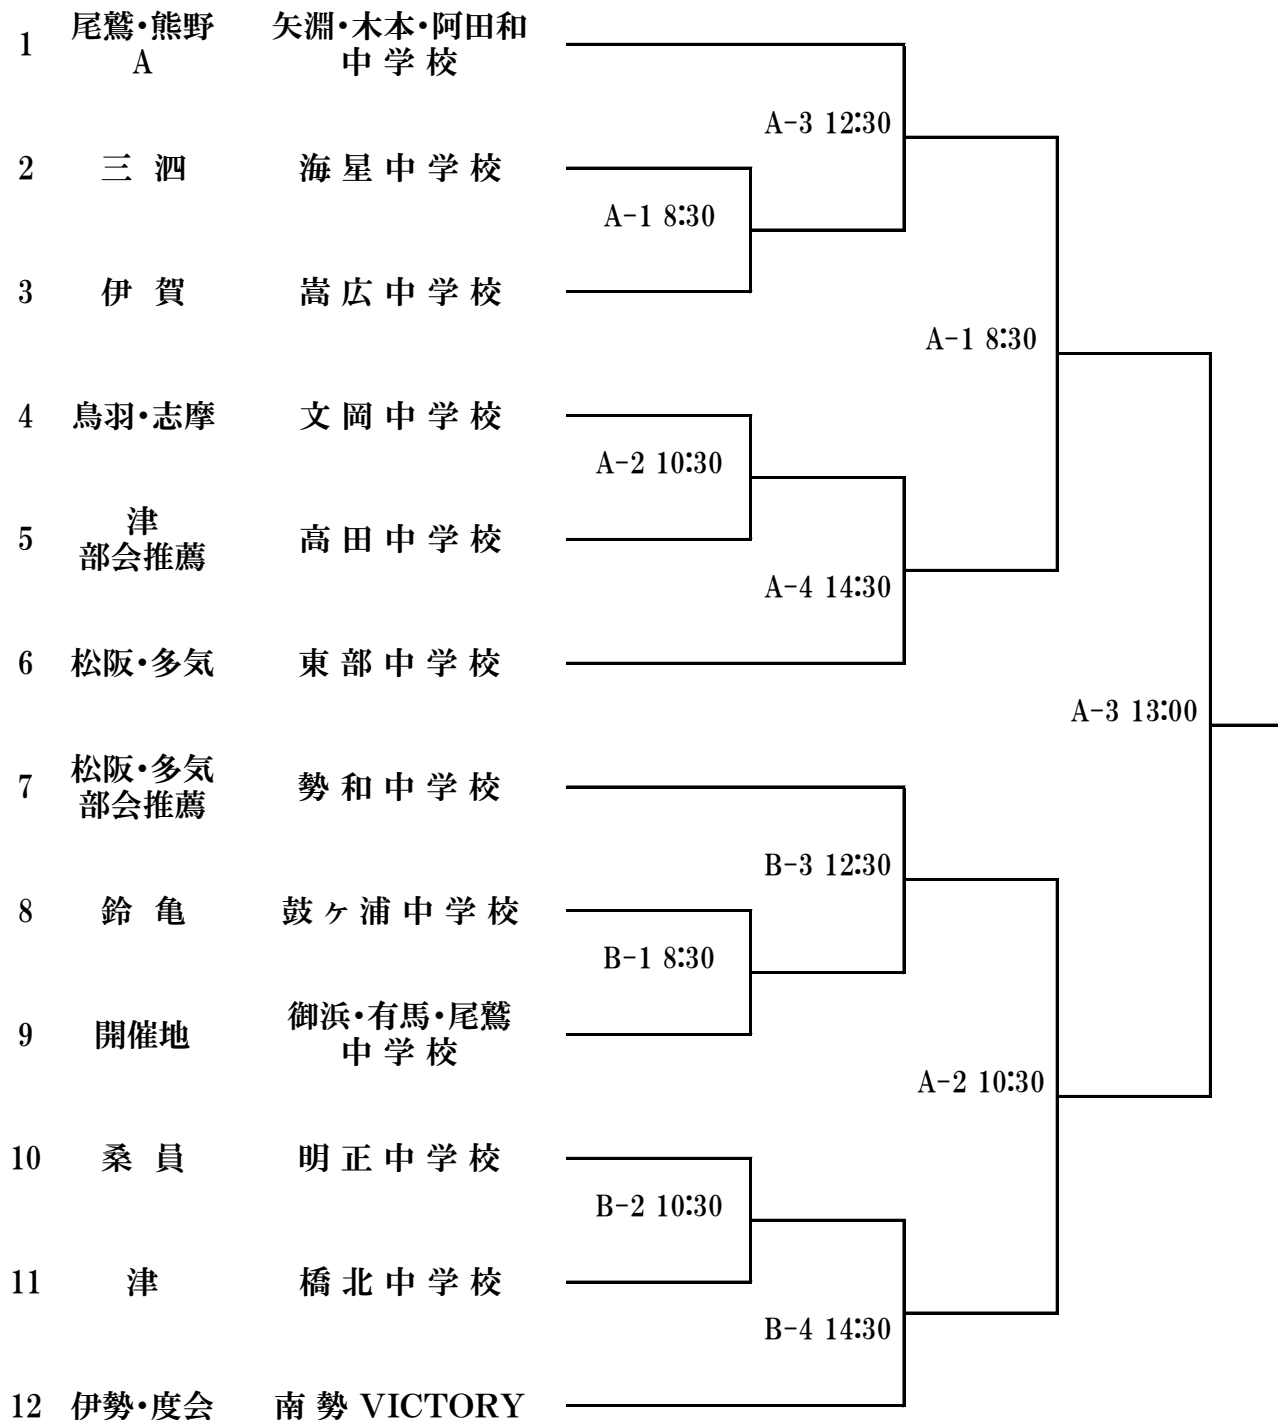 尾鷲・熊野 矢淵・木本・阿田和
1
A 中学校
A-3 12:30
2 三 泗 海星中学校
A-1 8:30
3 伊 賀 嵩広中学校
A-1 8:30
4 鳥羽・志摩 文岡中学校
A-2 10:30
津
5 高田中学校
部会推薦
A-4 14:30
6 松阪・多気 東部中学校
A-3 13:00
松阪・多気
7 勢和中学校
部会推薦
B-3 12:30
8 鈴 亀 鼓ヶ浦中学校
B-1 8:30
御浜・有馬・尾鷲
9 開催地
中学校
A-2 10:30
10 桑 員 明正中学校
B-2 10:30
11 津 橋北中学校
B-4 14:30
12 伊勢・度会 南勢 VICTORY